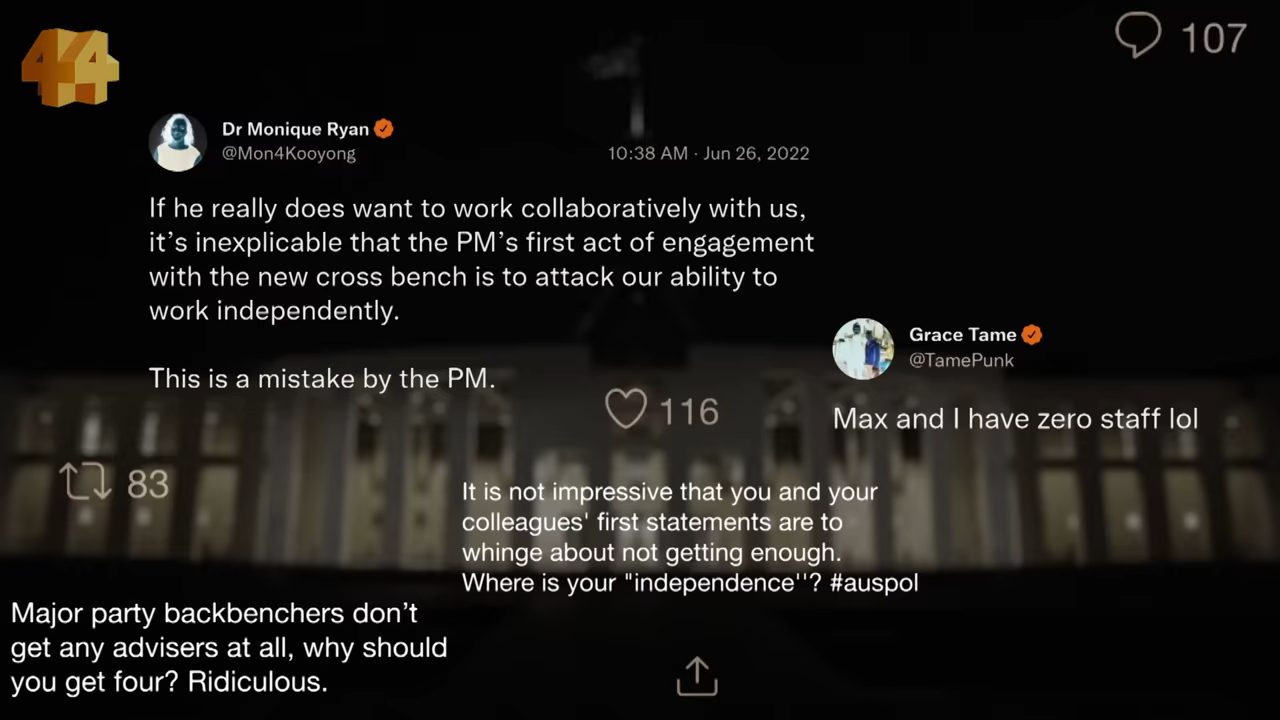 44
107
Dr Monique Ryan
@Mon4Kooyong
10:38 AM · Jun 26, 2022
If he really does want to work collaboratively with us,
it’s inexplicable that the PM’s first act of engagement
with the new cross bench is to attack our ability to
work independently.
This is a mistake by the PM.
Grace Tame
@TamePunk
Max and I have zero staff lol
116
83
It is not impressive that you and your
colleagues' first statements are to
whinge about not getting enough.
Where is your "independence''? #auspol
Major party backbenchers don’t
get any advisers at all, why should
you get four? Ridiculous.